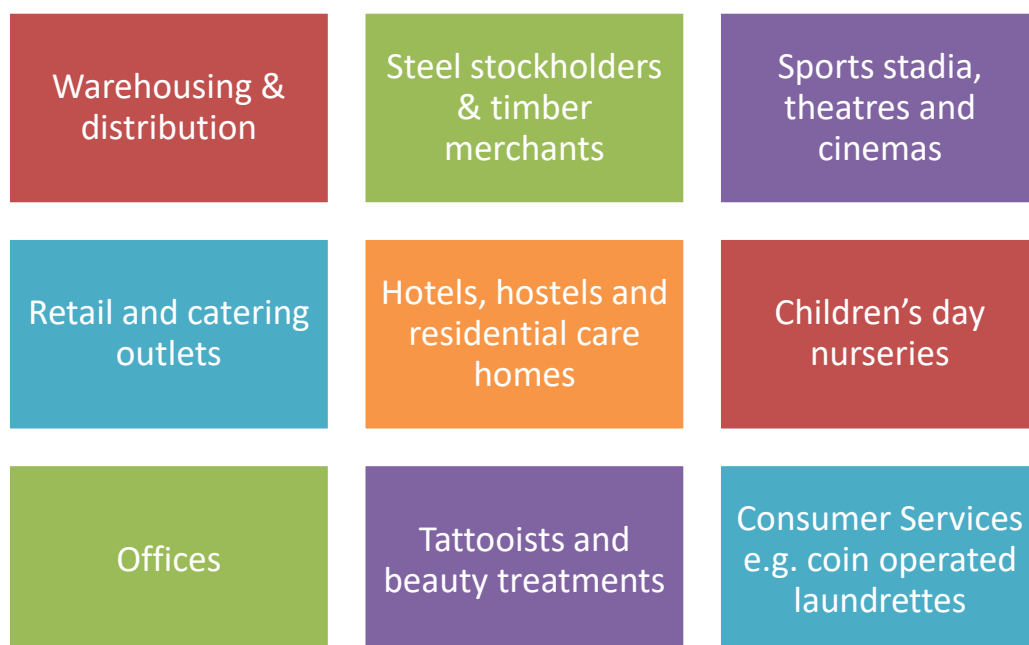 Warehousing &
distribution
Steel stockholders
& timber
merchants
Sports stadia,
theatres and
cinemas
Retail and catering
outlets
Hotels, hostels and
residential care
homes
Children’s day
nurseries
Offices
Tattooists and
beauty treatments
Consumer Services
e.g. coin operated
laundrettes